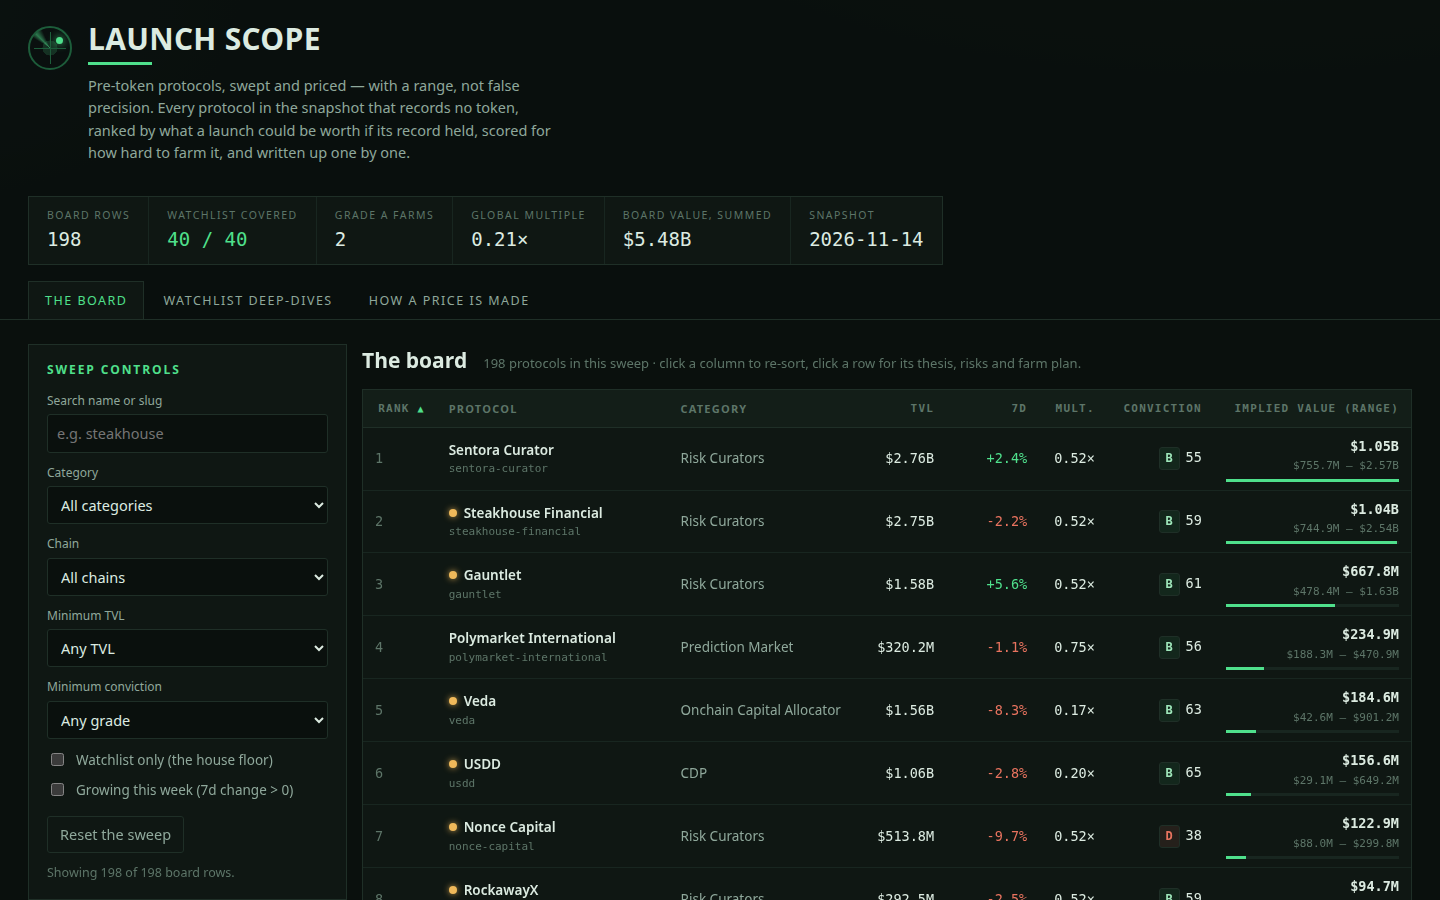 LAUNCH SCOPE
Pre-token protocols, swept and priced — with a range, not false
precision. Every protocol in the snapshot that records no token,
ranked by what a launch could be worth if its record held, scored for
how hard to farm it, and written up one by one.
BOARD ROWS
198
WATCHLIST COVERED
40 / 40
GRADE A FARMS
2
GLOBAL MULTIPLE
0.21×
BOARD VALUE, SUMMED
$5.48B
SNAPSHOT
2026-11-14
THE BOARD
WATCHLIST DEEP-DIVES
HOW A PRICE IS MADE
SWEEP CONTROLS
Search name or slug
e.g. steakhouse
Category
All categories
Chain
All chains
Minimum TVL
Any TVL
Minimum conviction
Any grade
Watchlist only (the house floor)
Growing this week (7d change > 0)
Reset the sweep
Showing 198 of 198 board rows.
The board
198 protocols in this sweep · click a column to re-sort, click a row for its thesis, risks and farm plan.
RANK ▲ PROTOCOL CATEGORY TVL 7D MULT. CONVICTION IMPLIED VALUE (RANGE)
1 Sentora Curator Risk Curators $2.76B +2.4% 0.52× B 55 $1.05B
sentora-curator $755.7M — $2.57B
2 Steakhouse Financial Risk Curators $2.75B -2.2% 0.52× B 59 $1.04B
steakhouse-financial $744.9M — $2.54B
3 Gauntlet Risk Curators $1.58B +5.6% 0.52× B 61 $667.8M
gauntlet $478.4M — $1.63B
4 Polymarket International Prediction Market $320.2M -1.1% 0.75× B 56 $234.9M
polymarket-international $188.3M — $470.9M
5 Veda Onchain Capital Allocator $1.56B -8.3% 0.17× B 63 $184.6M
veda $42.6M — $901.2M
6 USDD CDP $1.06B -2.8% 0.20× B 65 $156.6M
usdd $29.1M — $649.2M
7 Nonce Capital Risk Curators $513.8M -9.7% 0.52× D 38 $122.9M
nonce-capital $88.0M — $299.8M
8 RockawayX Risk Curators $292.5M -2.5% 0.52× B 59 $94.7M